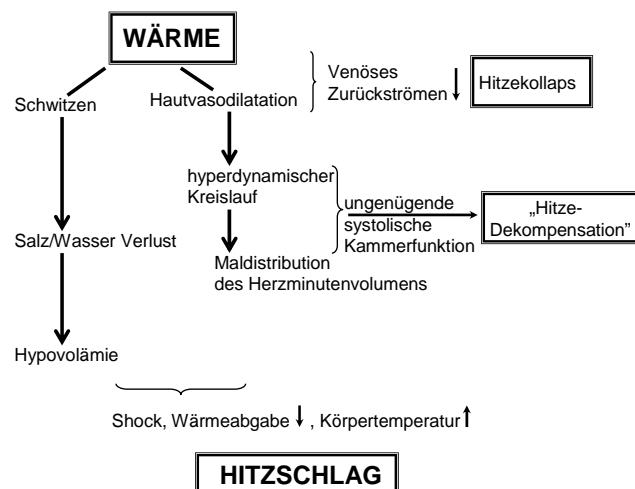 WÄRME
Schwitzen
Hautvasodilatation
Venöses
Zurückströmen
Hitzekollaps
hyperdynamischer
Kreislauf
ungenügende
systolische
Kammerfunktion
„Hitze-
Dekompensation”
Salz/Wasser Verlust
Maldistribution
des Herzminutenvolumens
Hypovolämie
Shock, Wärmeabgabe , Körpertemperatur
HITZSCHLAG